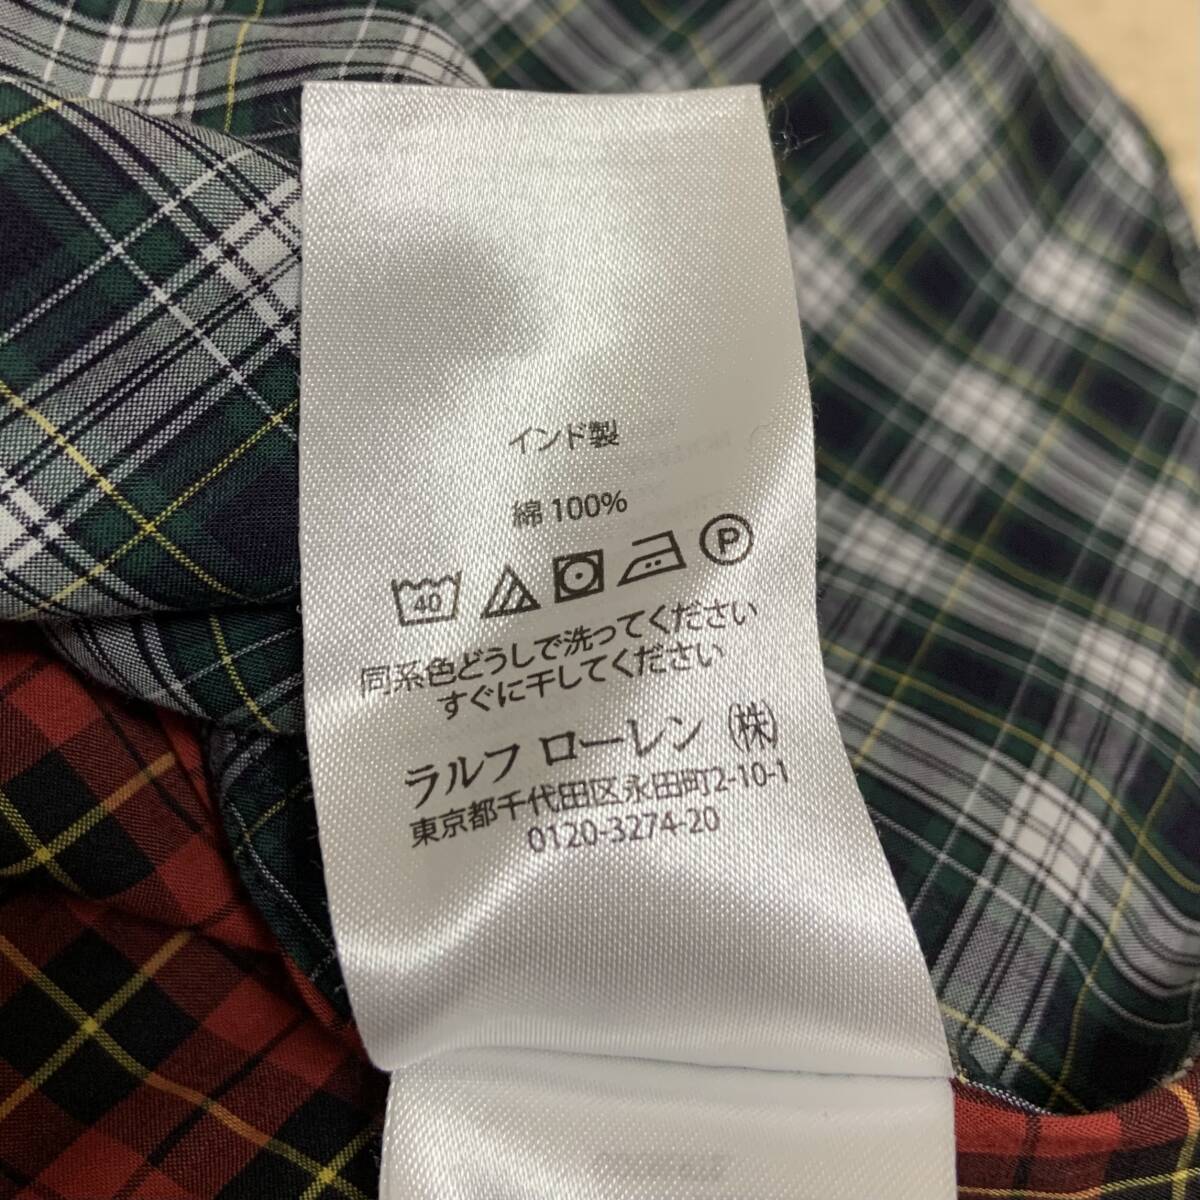 インド製
綿 100%
40 P
同系色どうしで洗ってください
すぐに干してください
ラルフ ローレン (株)
東京都千代田区永田町2-10-1
0120-3274-20